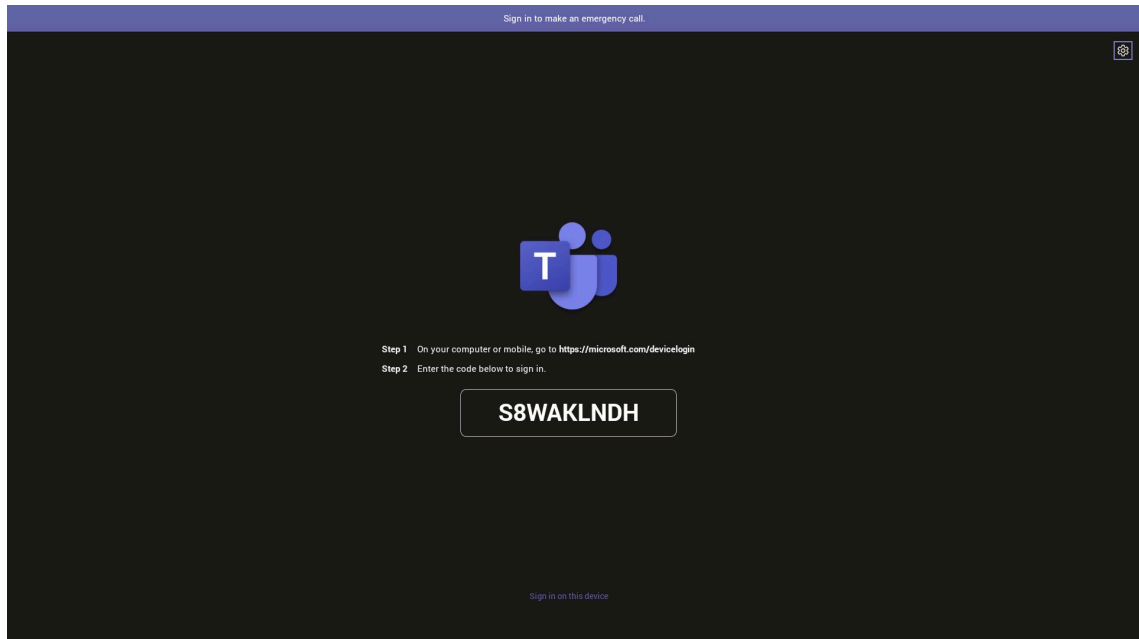 Sign in to make an emergency call.
T
Step 1 On your computer or mobile, go to https://microsoft.com/devicelogin
Step 2 Enter the code below to sign in.
S8WAKLNDH
Sign in on this device